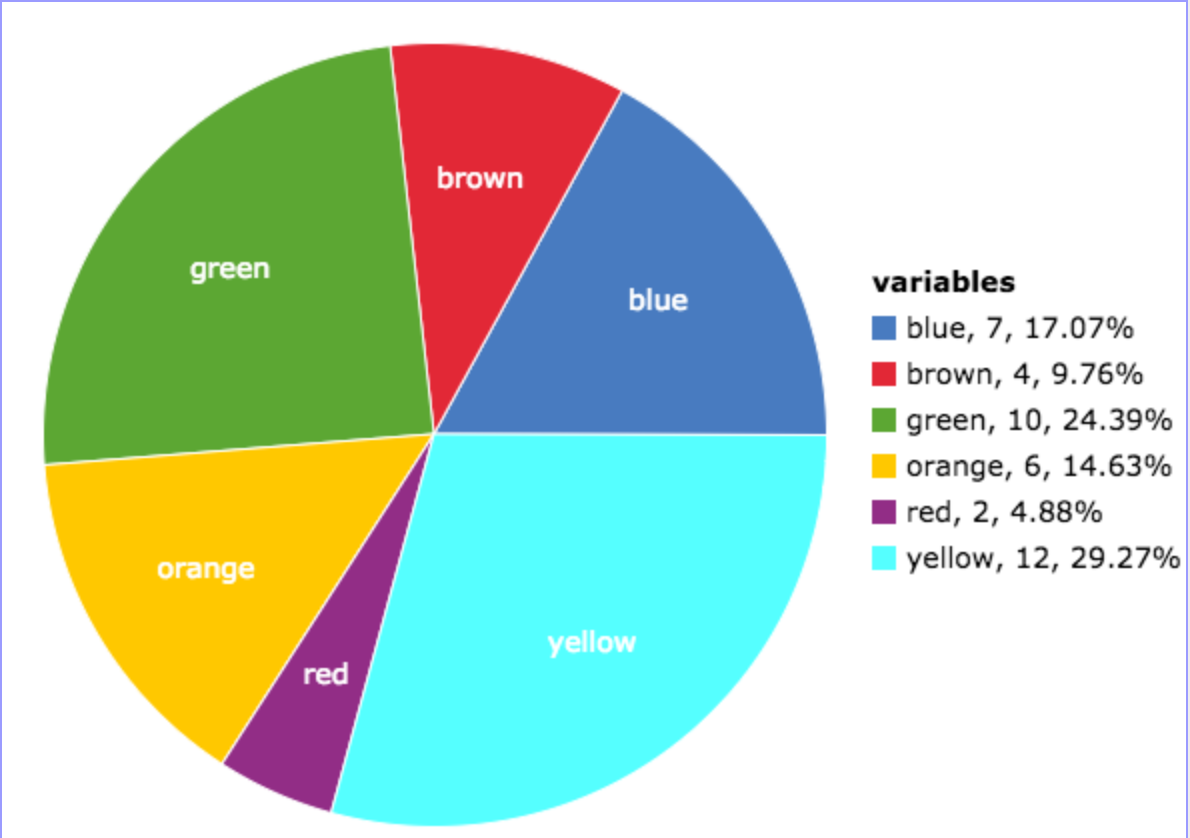 brown
green
blue
orange
red
yellow
variables
blue, 7, 17.07%
brown, 4, 9.76%
green, 10, 24.39%
orange, 6, 14.63%
red, 2, 4.88%
yellow, 12, 29.27%